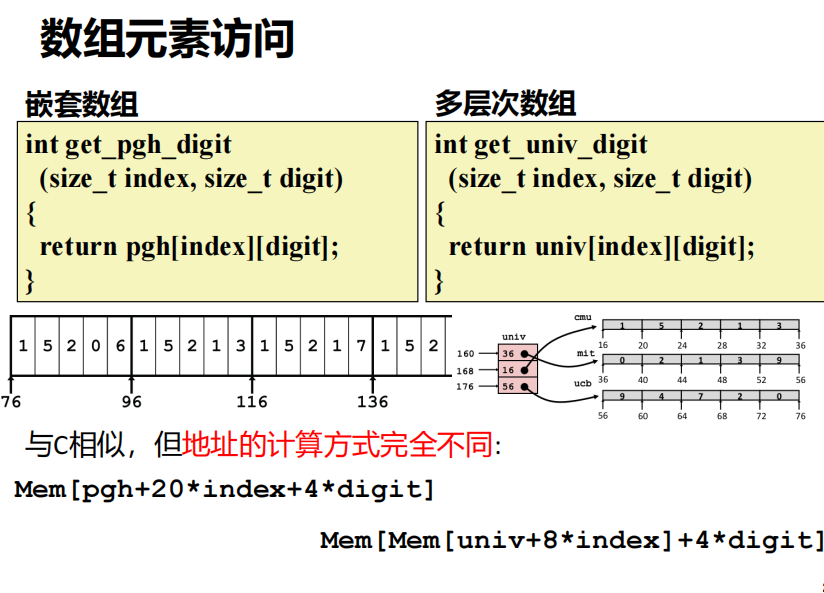 数组元素访问
嵌套数组
int get_pgh_digit
(size_t index, size_t digit)
{
return pgh[index][digit];
}
多层次数组
int get_univ_digit
(size_t index, size_t digit)
{
return univ[index][digit];
}
1 5 2 0 6 1 5 2 1 3 1 5 2 1 7 1 5 2
76 96 116 136
univ
160 36
168 16
176 56
cmu
1 5 2 1 3
16 20 24 28 32 36
mit
0 2 1 3 9
36 40 44 48 52 56
ucb
9 4 7 2 0
56 60 64 68 72 76
与C相似，但地址的计算方式完全不同:
Mem[pgh+20*index+4*digit]
Mem[Mem[univ+8*index]+4*digit]